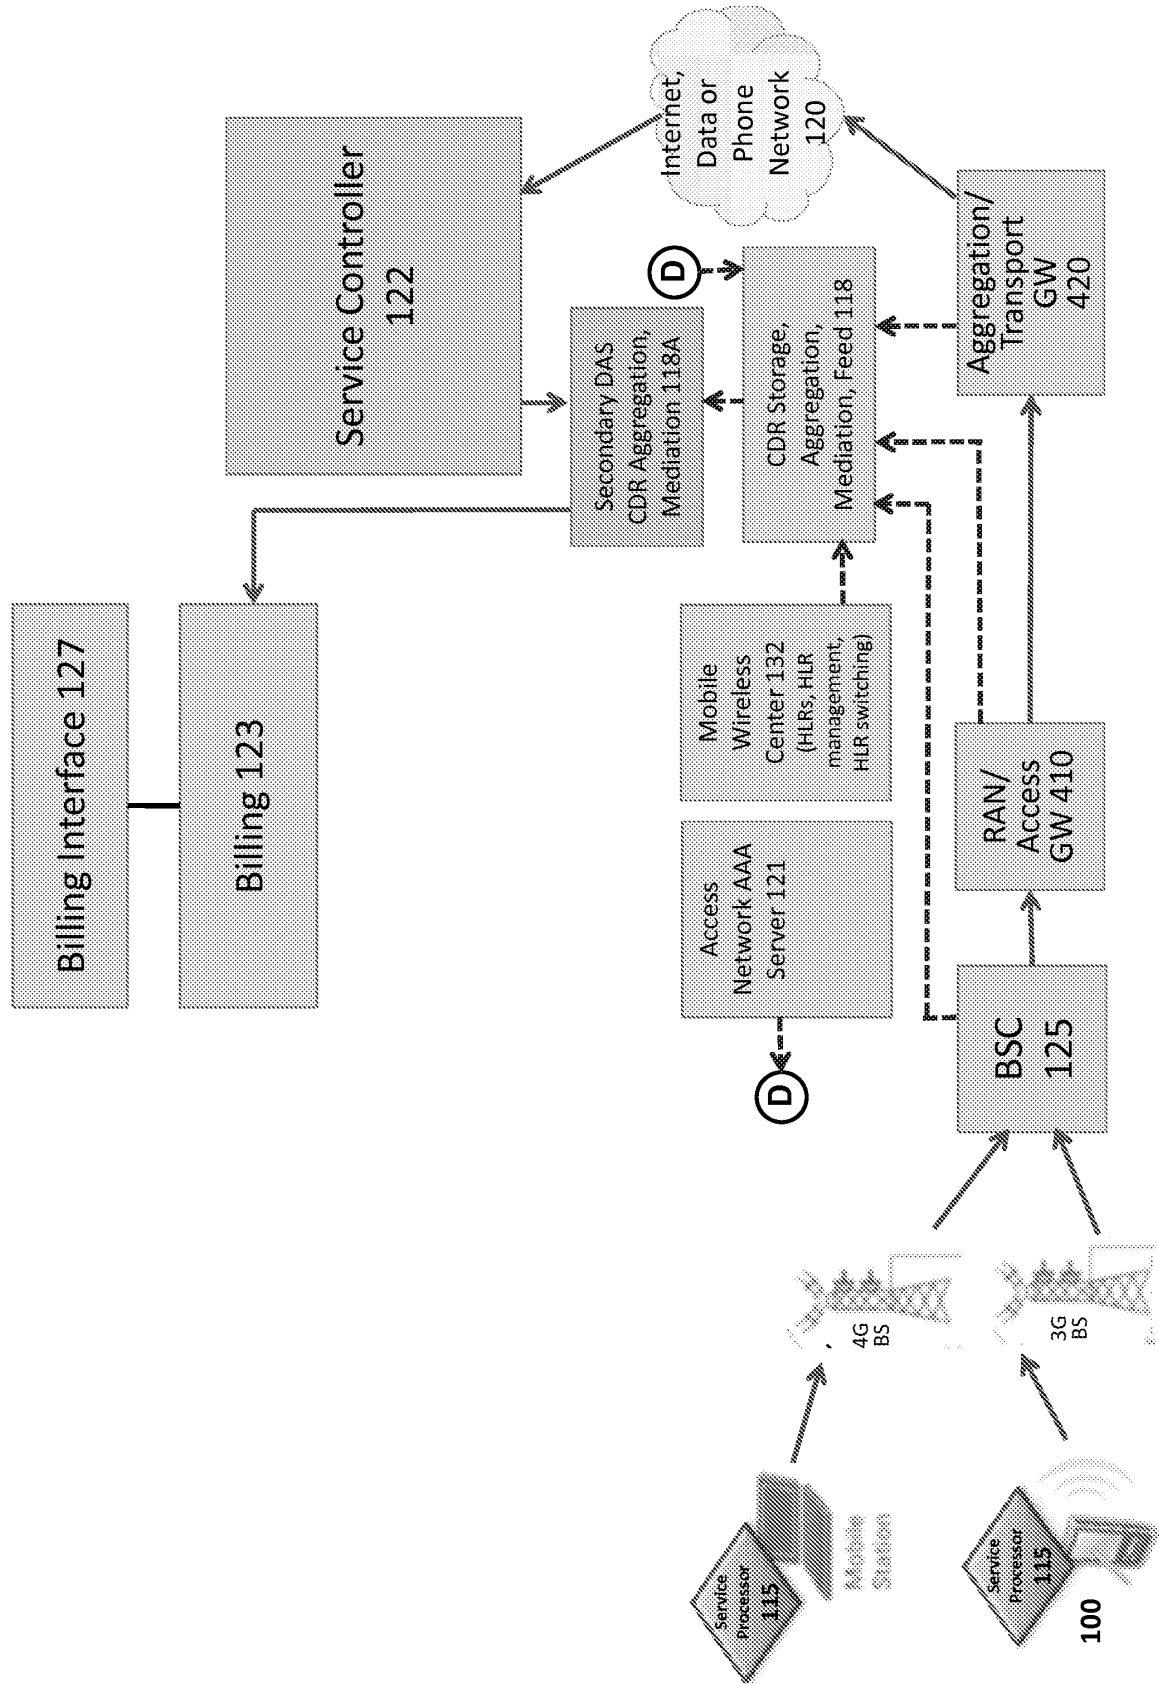 Billing Interface 127
Billing 123
Service Controller
122
Secondary DAS
CDR Aggregation,
Mediation 118A
D
Internet,
Data or
Phone
Network
120
CDR Storage,
Aggregation,
Mediation, Feed 118
Mobile
Wireless
Center 132
(HLRs, HLR
management,
HLR switching)
Access
Network AAA
Server 121
D
Service
Processor
115
Mobile
Station
4G
BS
Service
Processor
115
100
3G
BS
BSC
125
RAN/
Access
GW 410
Aggregation/
Transport
GW
420